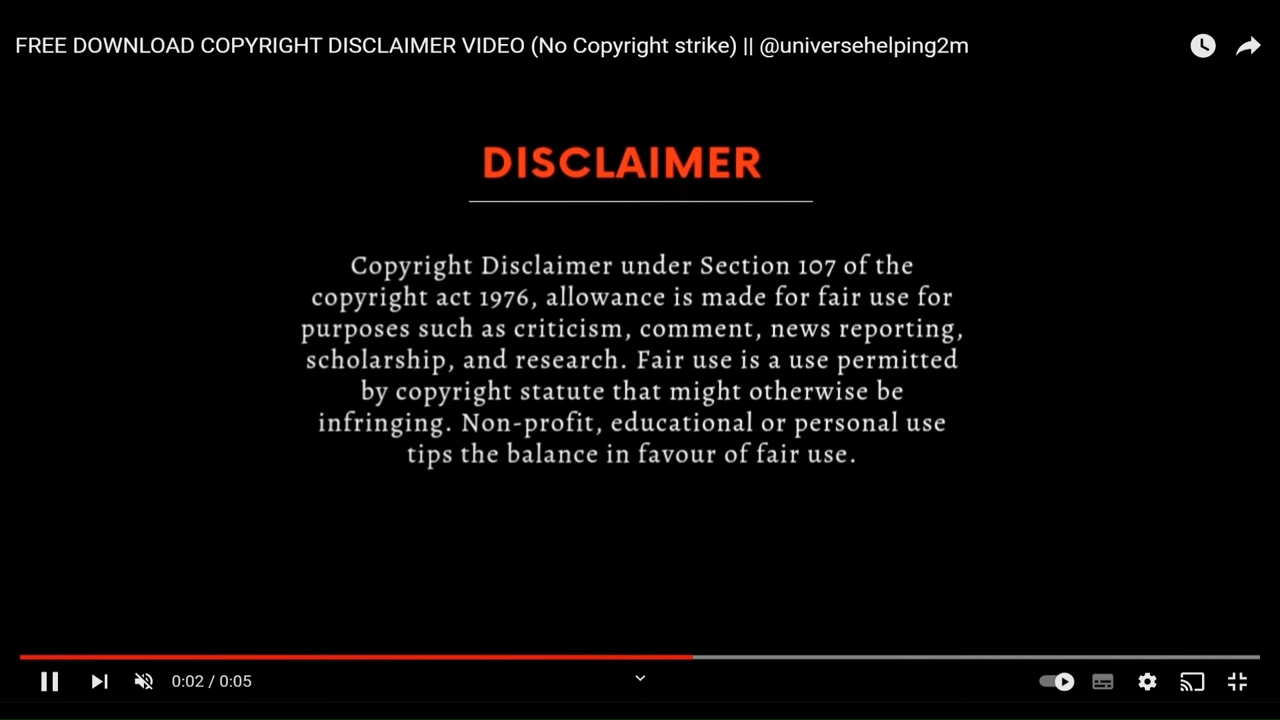 FREE DOWNLOAD COPYRIGHT DISCLAIMER VIDEO (No Copyright strike) || @universehelping2m
DISCLAIMER
Copyright Disclaimer under Section 107 of the
copyright act 1976, allowance is made for fair use for
purposes such as criticism, comment, news reporting,
scholarship, and research. Fair use is a use permitted
by copyright statute that might otherwise be
infringing. Non-profit, educational or personal use
tips the balance in favour of fair use.
0:02 / 0:05